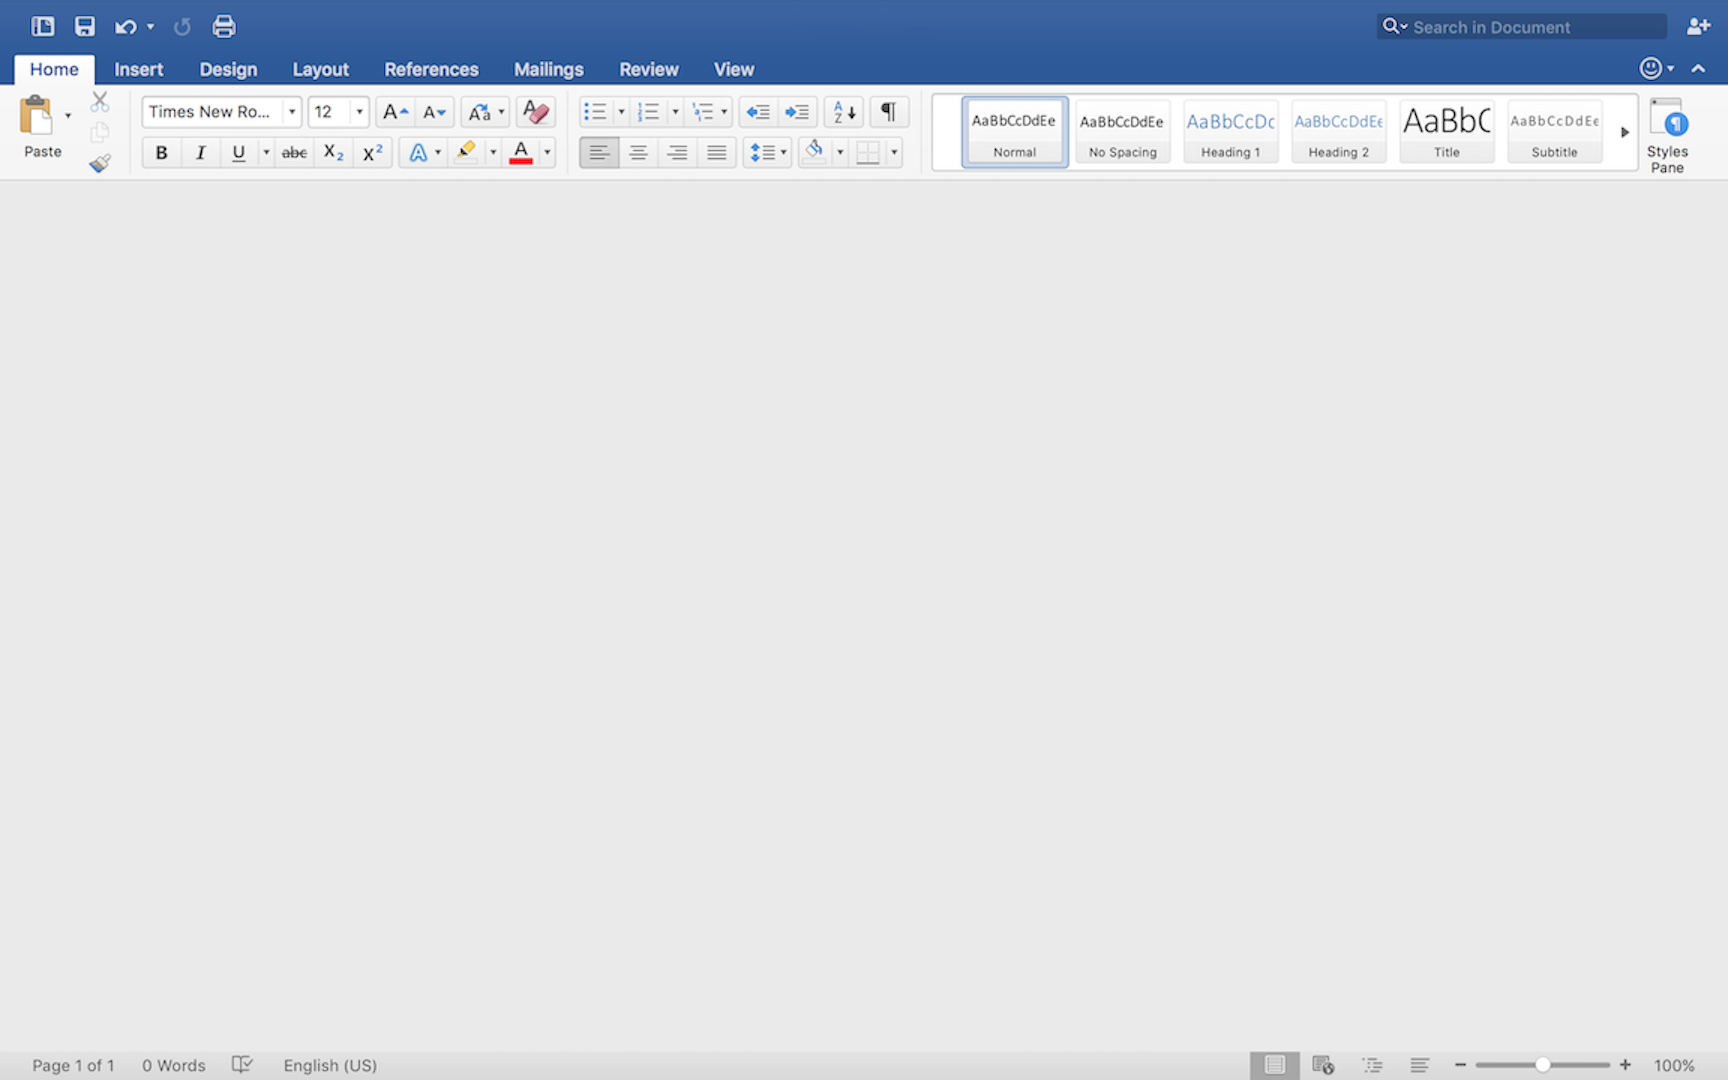 Search in Document
Home Insert Design Layout References Mailings Review View
Paste
Times New Ro... 12
B I U abc X2 X2 A A
AaBbCcDdEe Normal
AaBbCcDdEe No Spacing
AaBbCcDc Heading 1
AaBbCcDdEe Heading 2
AaBbC Title
AaBbCcDdEe Subtitle
Styles
Pane
Page 1 of 1 0 Words English (US) 100%